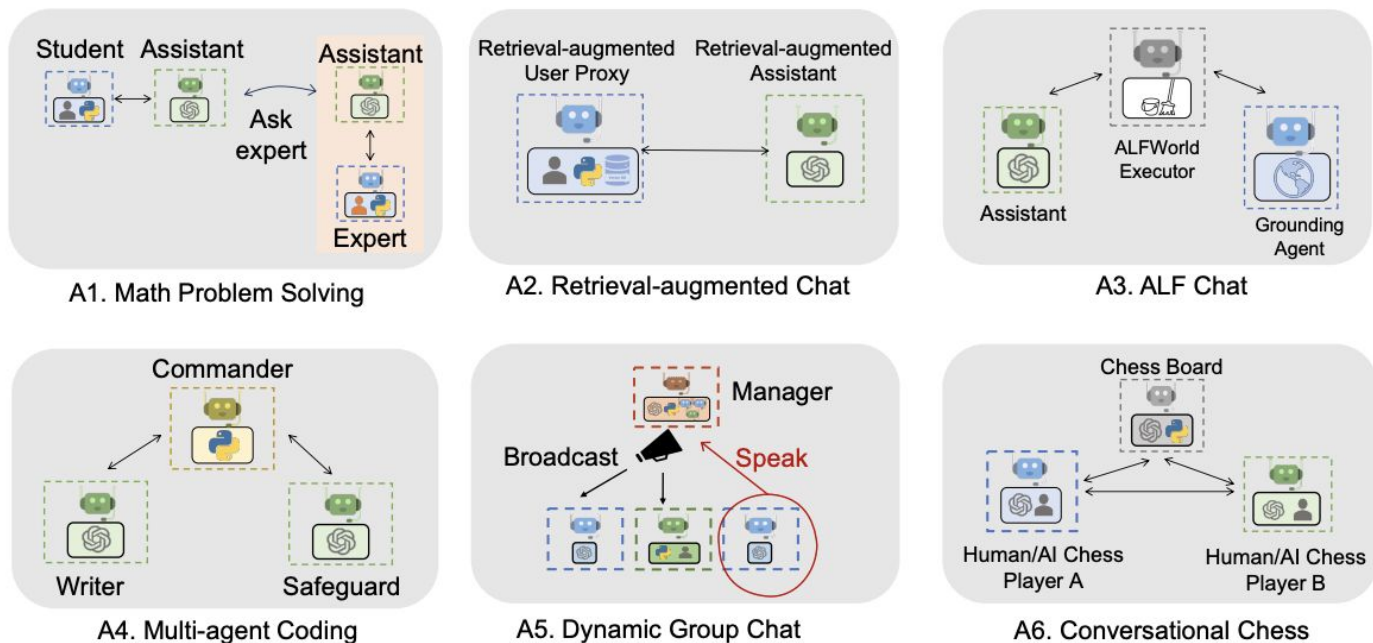 Student
Assistant
Assistant
Ask
expert
Expert
A1. Math Problem Solving
Retrieval-augmented
User Proxy
Retrieval-augmented
Assistant
A2. Retrieval-augmented Chat
ALFWorld
Executor
Assistant
Grounding
Agent
A3. ALF Chat
Commander
Writer
Safeguard
A4. Multi-agent Coding
Manager
Broadcast
Speak
A5. Dynamic Group Chat
Chess Board
Human/AI Chess
Player A
Human/AI Chess
Player B
A6. Conversational Chess